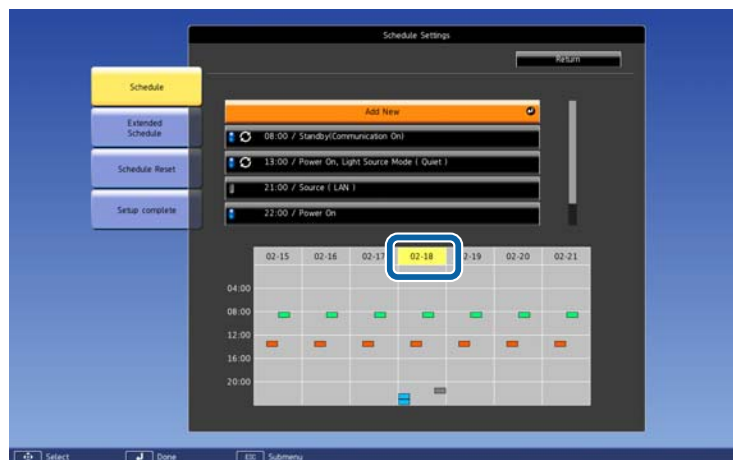 Schedule Settings
Return
Schedule
Extended
Schedule
Schedule Reset
Setup complete
Add New
08:00 / Standby(Communication On)
13:00 / Power On, Light Source Mode ( Quiet )
21:00 / Source ( LAN )
22:00 / Power On
02-15 02-16 02-17 02-18 2-19 02-20 02-21
04:00
08:00
12:00
16:00
20:00
Select Done Esc Submenu